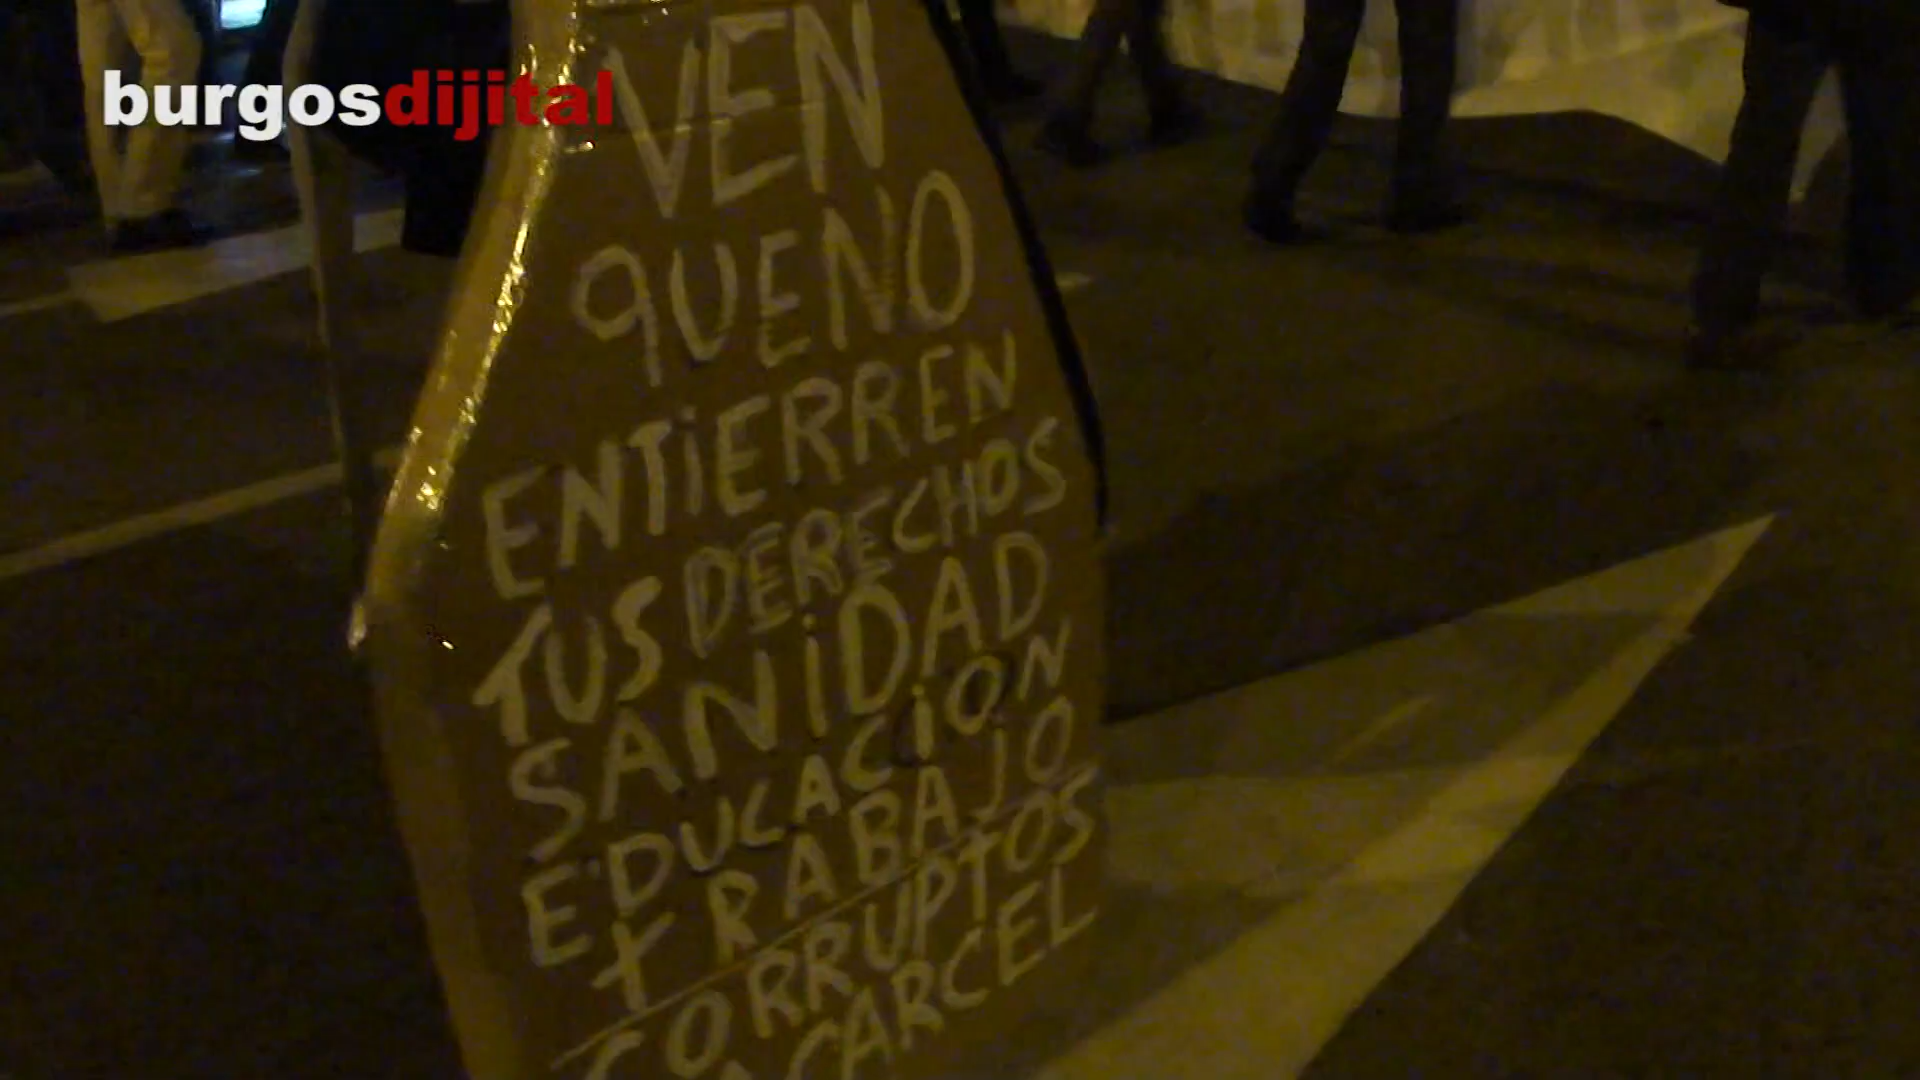 burgosdijital
VEN
QUENO
ENTiERREN
TUS DERECHOS
SANiDAD
EDUCACiON
TRABAjO
CORRUPTOS
CARCEL